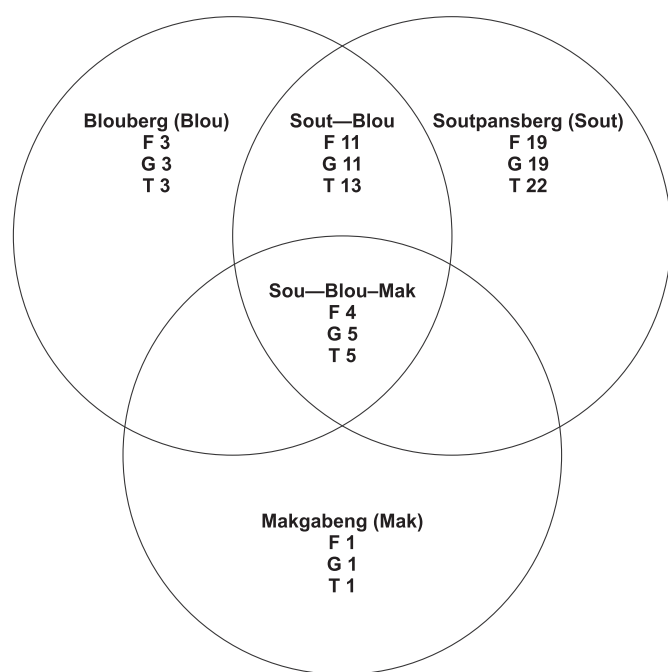 Blouberg (Blou)
F 3
G 3
T 3
Sout—Blou
F 11
G 11
T 13
Soutpansberg (Sout)
F 19
G 19
T 22
Sou—Blou–Mak
F 4
G 5
T 5
Makgabeng (Mak)
F 1
G 1
T 1